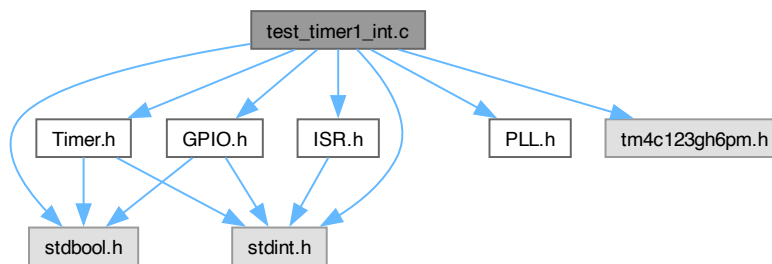 test_timer1_int.c
Timer.h
GPIO.h
ISR.h
PLL.h
tm4c123gh6pm.h
stdbool.h
stdint.h